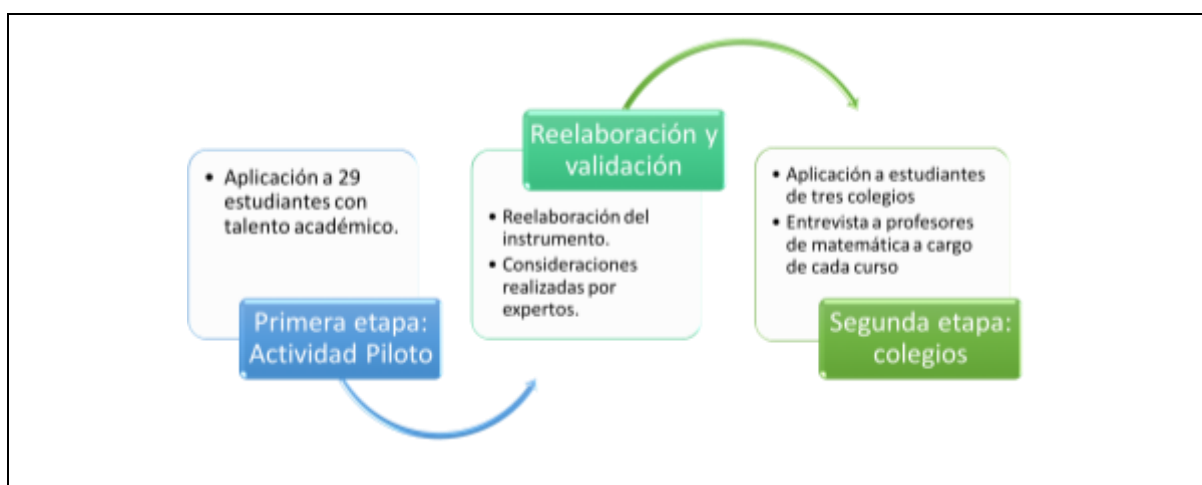 • Aplicación a 29
estudiantes con
talento académico.
Primera etapa:
Actividad Piloto
Reelaboración y
validación
• Reelaboración del
instrumento.
• Consideraciones
realizadas por
expertos.
• Aplicación a estudiantes
de tres colegios
• Entrevista a profesores
de matemática a cargo
de cada curso
Segunda etapa:
colegios